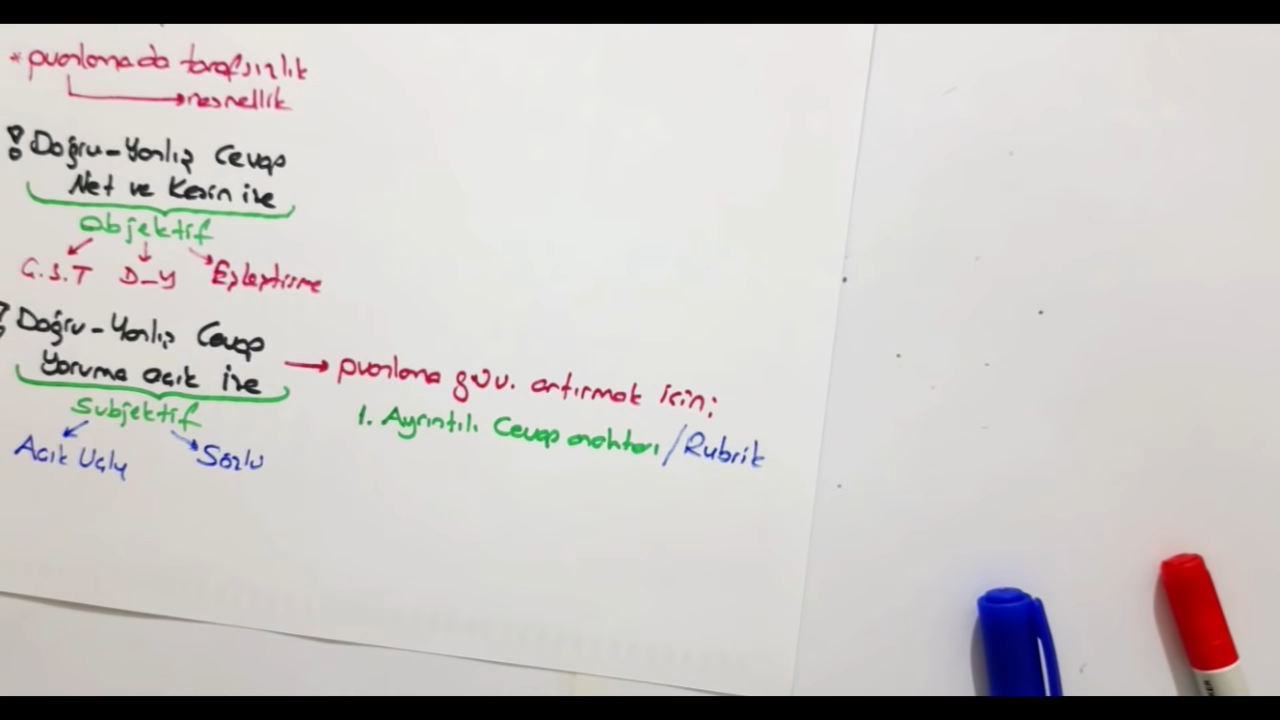 * puanlamada tarafsızlık
→ nesnellik
! Doğru-Yanlış Cevap
Net ve Kesin ise
Objektif
Ç.S.T D-Y Eşleştirme
! Doğru-Yanlış Cevap
Yoruma açık ise
Subjektif
Açık Uçlu Sözlü
→ puanlama güv. artırmak için;
1. Ayrıntılı Cevap anahtarı / Rubrik